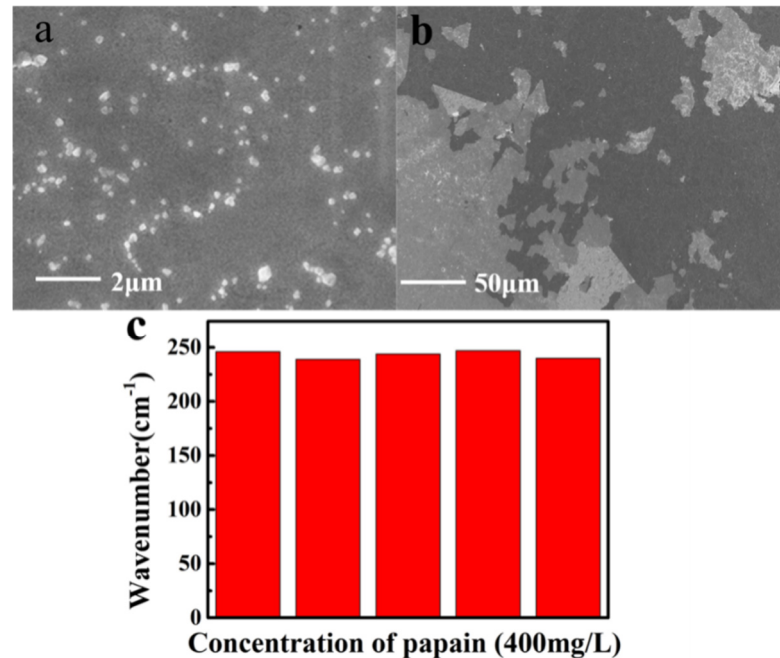 a
b
2μm
50μm
c
250
200
150
100
50
0
Wavenumber(cm-1)
Concentration of papain (400mg/L)